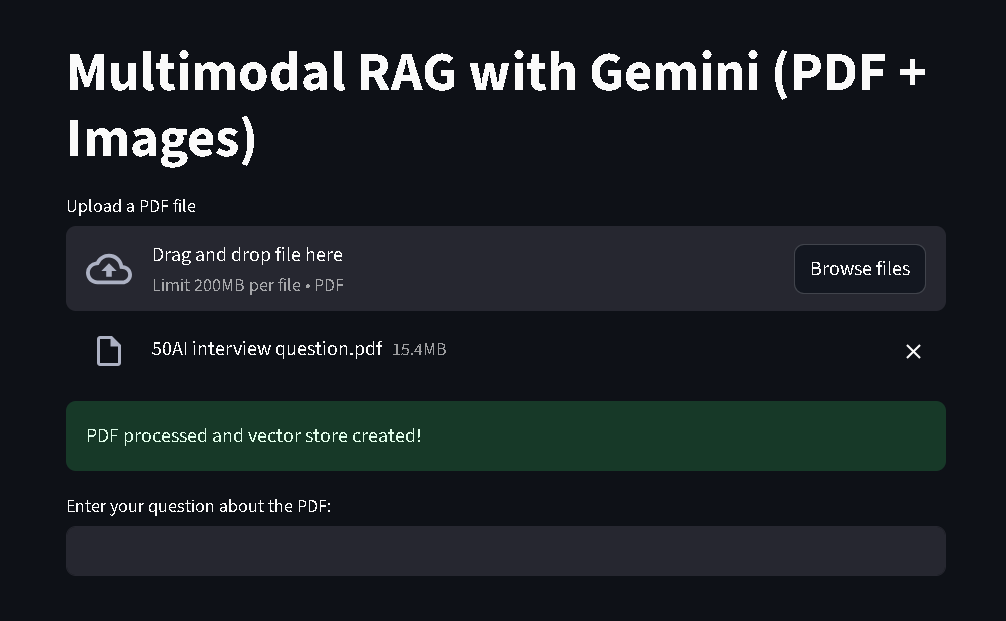 Multimodal RAG with Gemini (PDF +
Images)
Upload a PDF file
Drag and drop file here
Limit 200MB per file • PDF
Browse files
50AI interview question.pdf 15.4MB
PDF processed and vector store created!
Enter your question about the PDF: